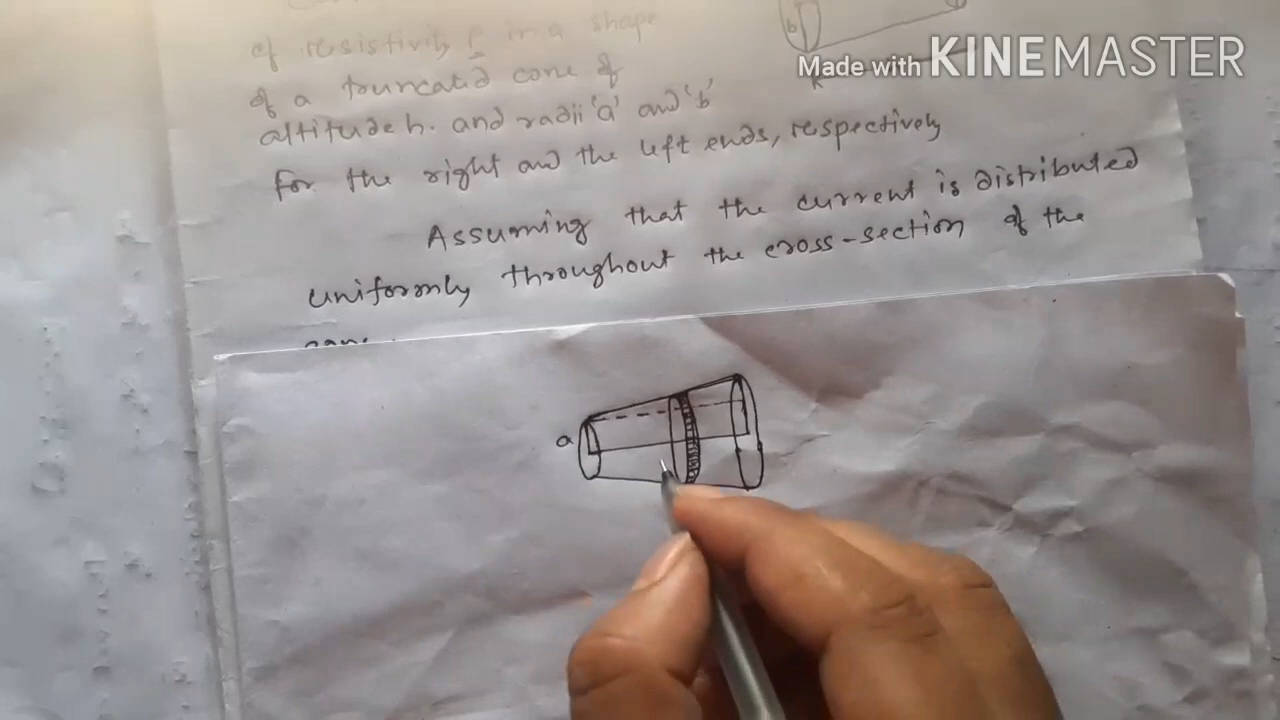 of resistivity ρ in a shape
of a truncated cone of
altitude h. and radii 'a' and 'b'
for the right and the left ends, respectively
Assuming that the current is distributed
uniformly throughout the cross-section of the
b
Made with KINEMASTER
a